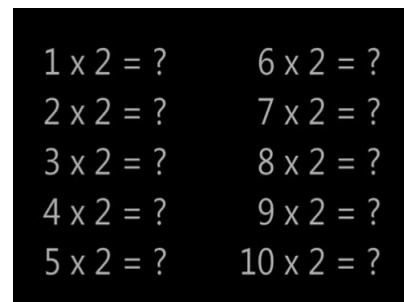 1 x 2 = ?
2 x 2 = ?
3 x 2 = ?
4 x 2 = ?
5 x 2 = ?
6 x 2 = ?
7 x 2 = ?
8 x 2 = ?
9 x 2 = ?
10 x 2 = ?